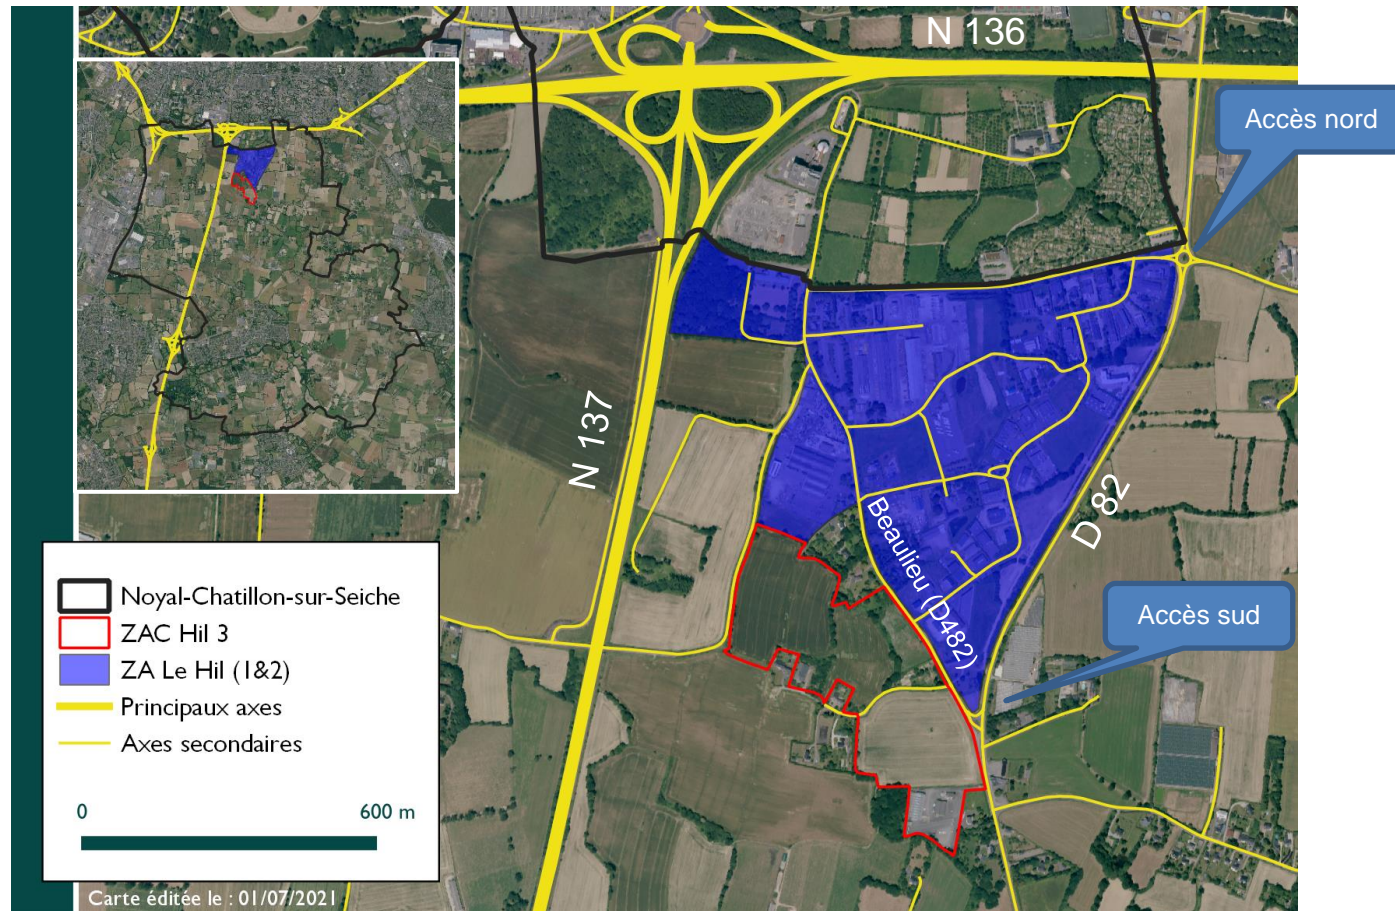 N 136
Accès nord
N 137
D 82
Beaulieu (D482)
Accès sud
Noyal-Chatillon-sur-Seiche
ZAC Hil 3
ZA Le Hil (1&2)
Principaux axes
Axes secondaires
0 600 m
Carte éditée le : 01/07/2021